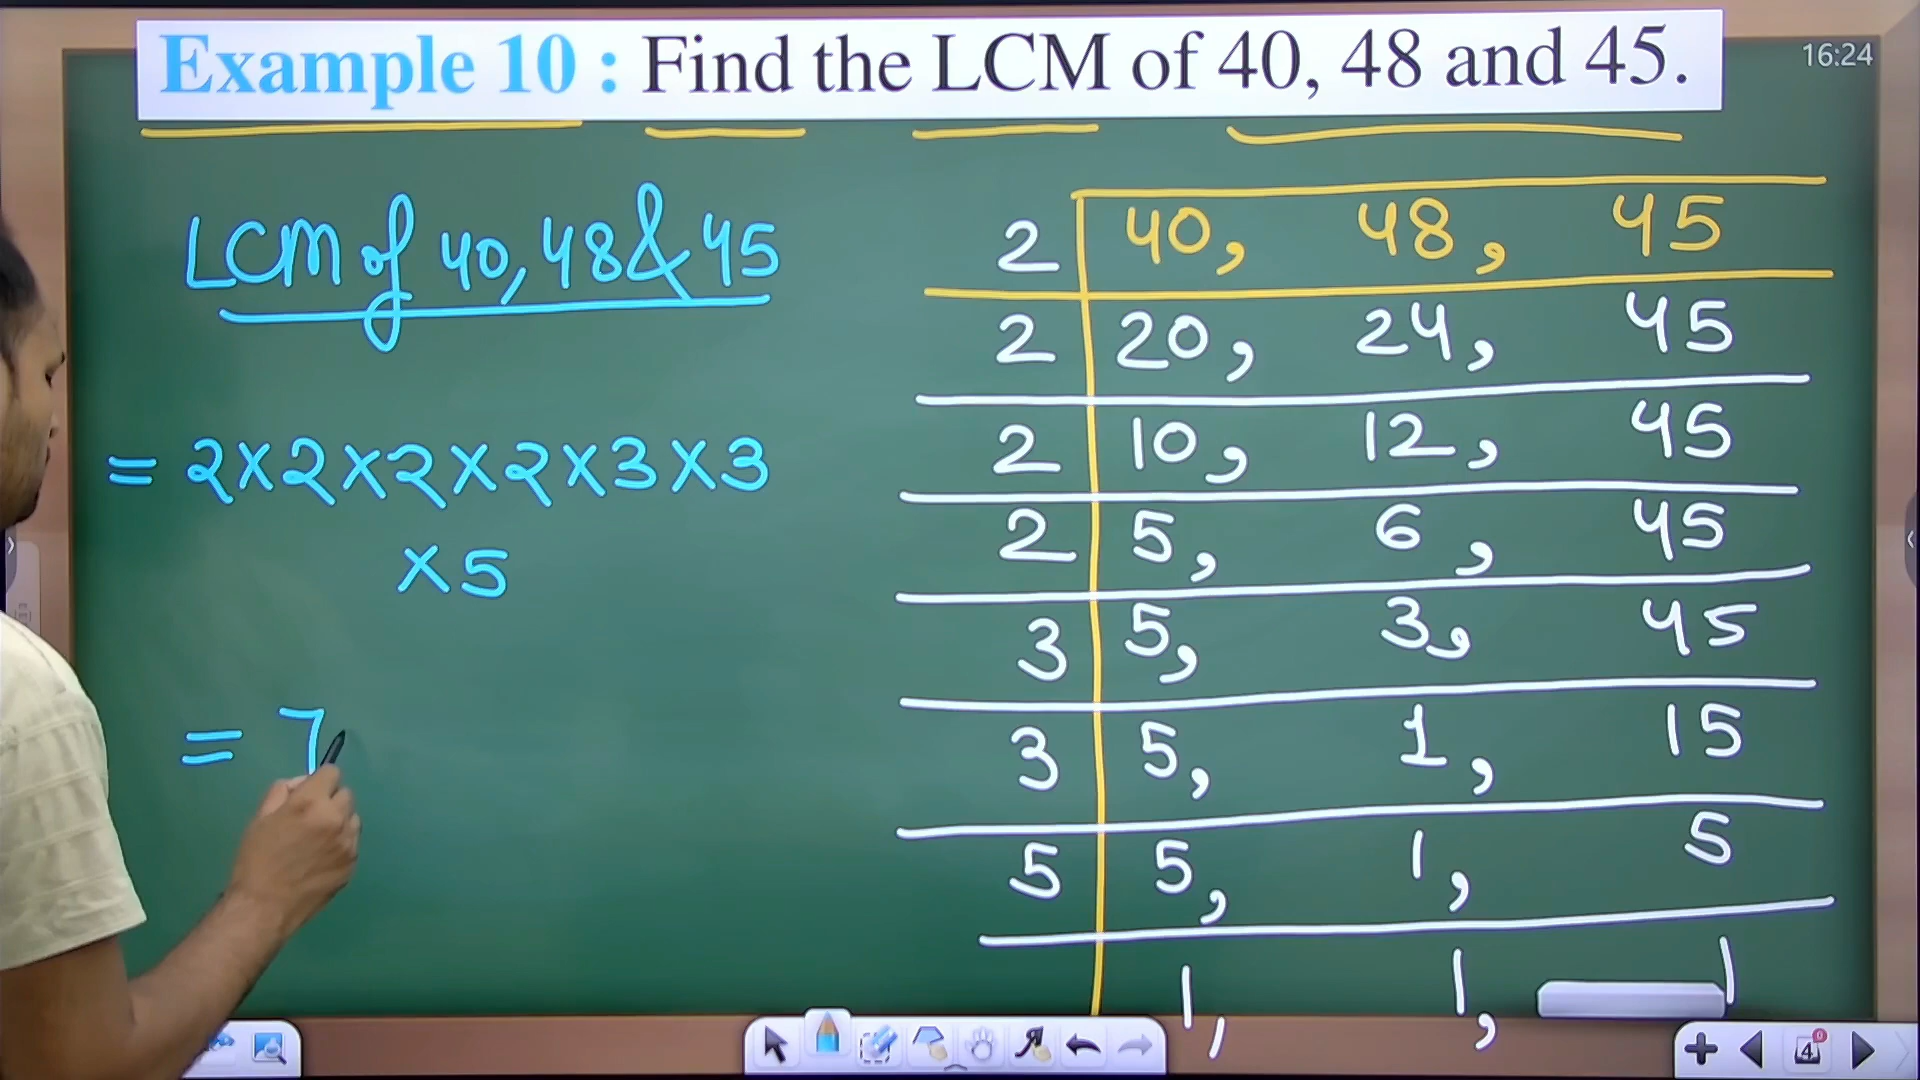 Example 10 : Find the LCM of 40, 48 and 45.
16:24
LCM of 40, 48 & 45
= 2×2×2×2×3×3
×5
= 7
2 40, 48, 45
2 20, 24, 45
2 10, 12, 45
2 5, 6, 45
3 5, 3, 45
3 5, 1, 15
5 5, 1, 5
1, 1, 1
4